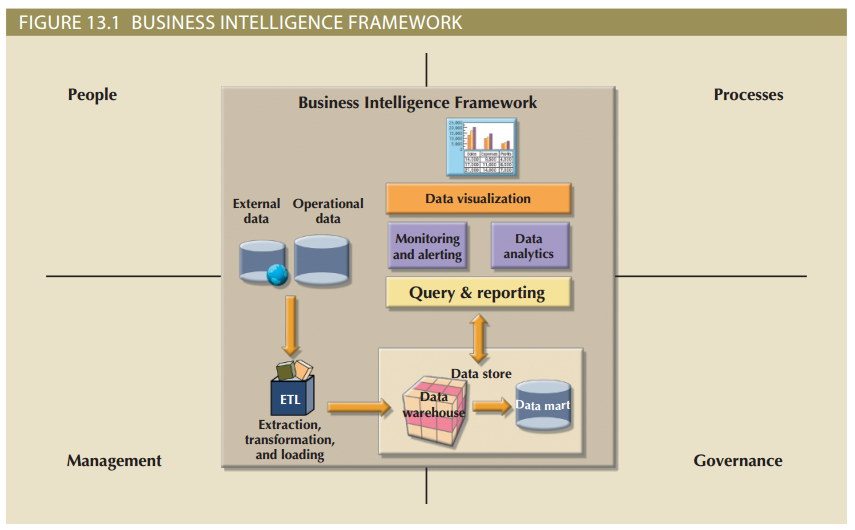 FIGURE 13.1 BUSINESS INTELLIGENCE FRAMEWORK
People
Processes
Business Intelligence Framework
Data visualization
External
data
Operational
data
Monitoring
and alerting
Data
analytics
Query & reporting
Data store
Data
warehouse
Data mart
ETL
Extraction,
transformation,
and loading
Management
Governance